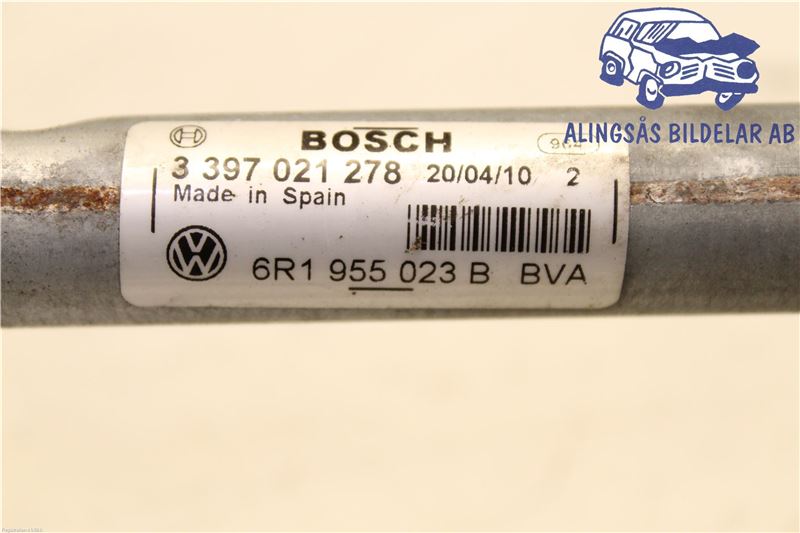 ALINGSÅS BILDELAR AB
BOSCH
3 397 021 278 20/04/10 2
Made in Spain
6R1 955 023 B BVA